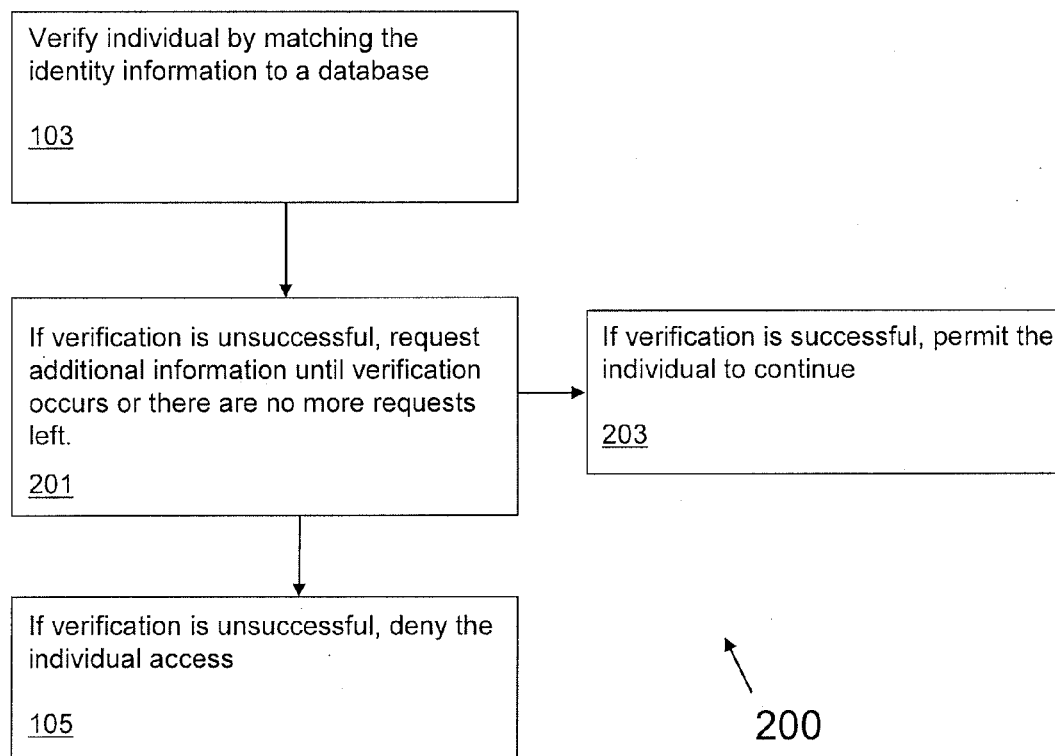 Verify individual by matching the
identity information to a database
103
If verification is unsuccessful, request
additional information until verification
occurs or there are no more requests
left.
201
If verification is successful, permit the
individual to continue
203
If verification is unsuccessful, deny the
individual access
105
200